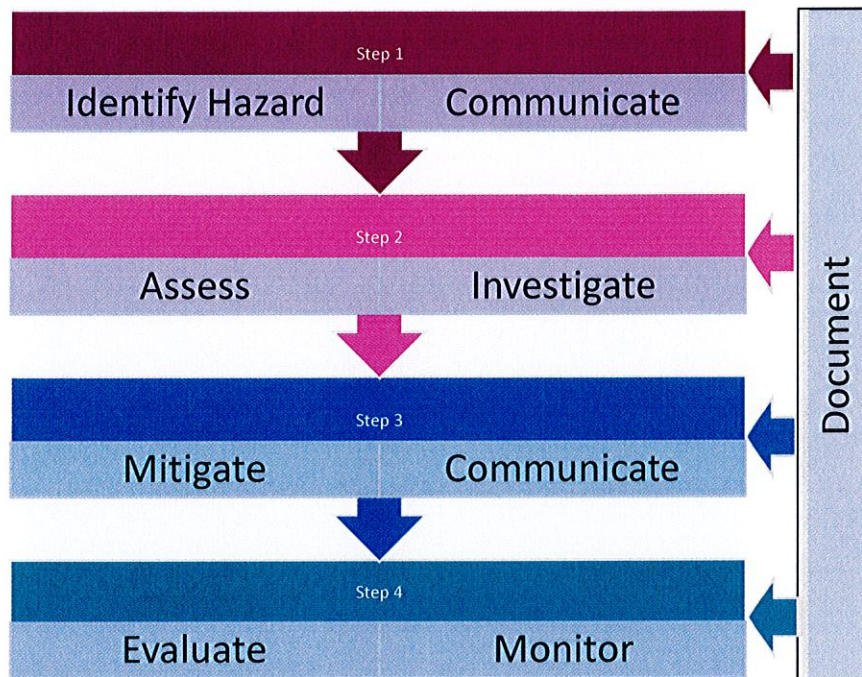 Step 1
Identify Hazard Communicate
Step 2
Assess Investigate
Step 3
Mitigate Communicate
Step 4
Evaluate Monitor
Document